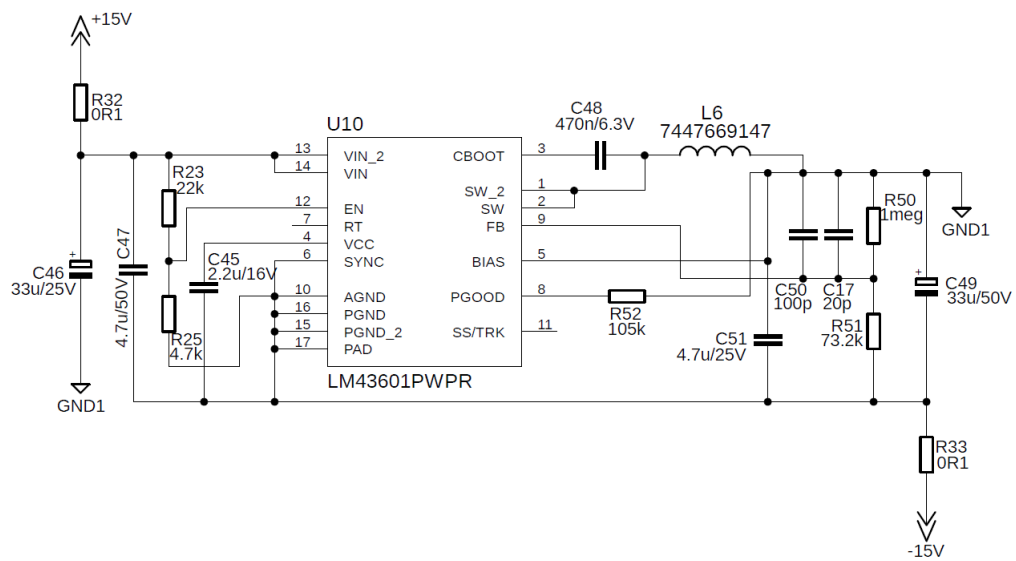 +15V
R32
0R1
U10
C48
470n/6.3V
L6
7447669147
13
VIN_2
CBOOT
3
14
VIN
R23
22k
SW_2
1
12
EN
SW
2
7
RT
FB
9
4
VCC
6
SYNC
BIAS
5
R50
1meg
GND1
C47
4.7u/50V
+
C46
33u/25V
C45
2.2u/16V
10
AGND
PGOOD
8
16
PGND
15
PGND_2
SS/TRK
11
17
PAD
R52
105k
C50
100p
C17
20p
+
C49
33u/50V
R25
4.7k
R51
73.2k
C51
4.7u/25V
LM43601PWPR
GND1
R33
0R1
-15V